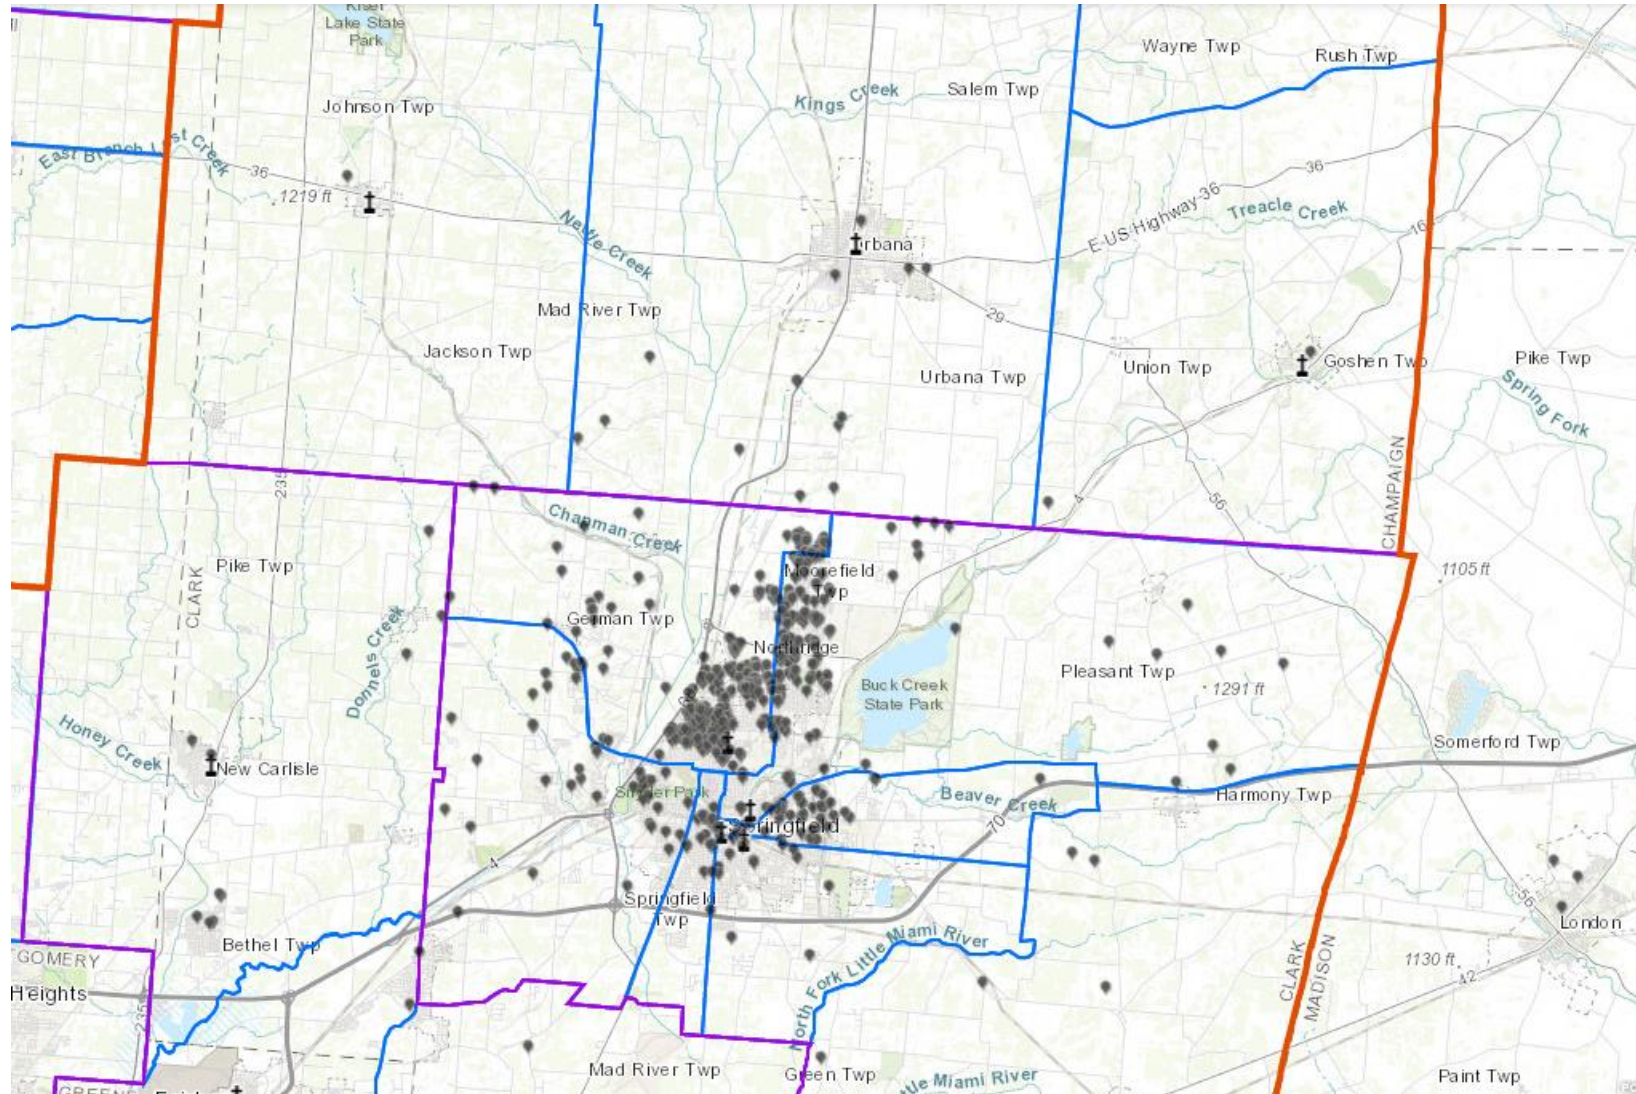 Kiser
Lake State
Park
Wayne Twp
Rush Twp
Johnson Twp
Kings Creek
Salem Twp
East Branch Lost Creek
36
1219 ft
36
E US Highway 36
Treacle Creek
16
Nettle Creek
Urbana
29
Mad River Twp
Jackson Twp
Urbana Twp
Union Twp
Goshen Twp
Pike Twp
Spring Fork
CHAMPAIGN
235
4
56
Chapman Creek
Pike Twp
CLARK
Moorefield
Twp
1105 ft
Donnels Creek
German Twp
Northridge
Pleasant Twp
Buck Creek
State Park
1291 ft
68
Honey Creek
New Carlisle
Somerford Twp
Snyder Park
Beaver Creek
Harmony Twp
Springfield
70
4
Springfield
Twp
56
London
Bethel Twp
GOMERY
Heights
North Fork Little Miami River
1130 ft
42
CLARK
MADISON
235
Mad River Twp
Green Twp
Little Miami River
Paint Twp
GREENE